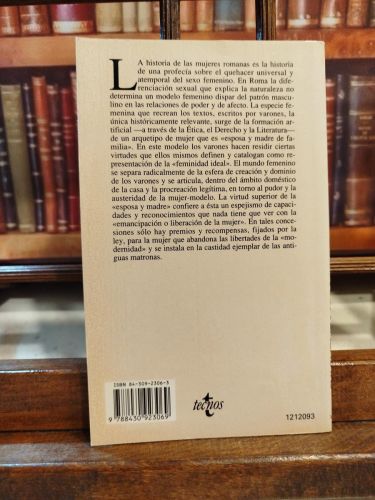 LA historia de las mujeres romanas es la historia
de una profecía sobre el quehacer universal y
atemporal del sexo femenino. En Roma la dife-
renciación sexual que explica la naturaleza no
determina un modelo femenino dispar del patrón mascu-
lino en las relaciones de poder y de afecto. La especie feme-
nina que recrean los textos, escritos por varones, la
única históricamente relevante, surge de la formación ar-
tificial —a través de la Ética, el Derecho y la Literatura—
de un arquetipo de mujer que es «esposa y madre de fa-
milia». En este modelo los varones hacen residir ciertas
virtudes que ellos mismos definen y catalogan como re-
presentación de la «feminidad ideal». El mundo femenino
se separa radicalmente de la esfera de creación y dominio
de los varones y se articula, dentro del ámbito doméstico
de la casa y la procreación legítima, en torno al pudor y la
austeridad de la mujer-modelo. La virtud superior de la
«esposa y madre» confiere a ésta un espejismo de capaci-
dades y reconocimientos que nada tiene que ver con la
«emancipación o liberación de la mujer». En tales conce-
siones sólo hay premios y recompensas, fijados por la
ley, para la mujer que abandona las libertades de la «mo-
dernidad» y se instala en la castidad ejemplar de las anti-
guas matronas.
ISBN 84-309-2306-3
9 788430 923069
tecnos
1212093